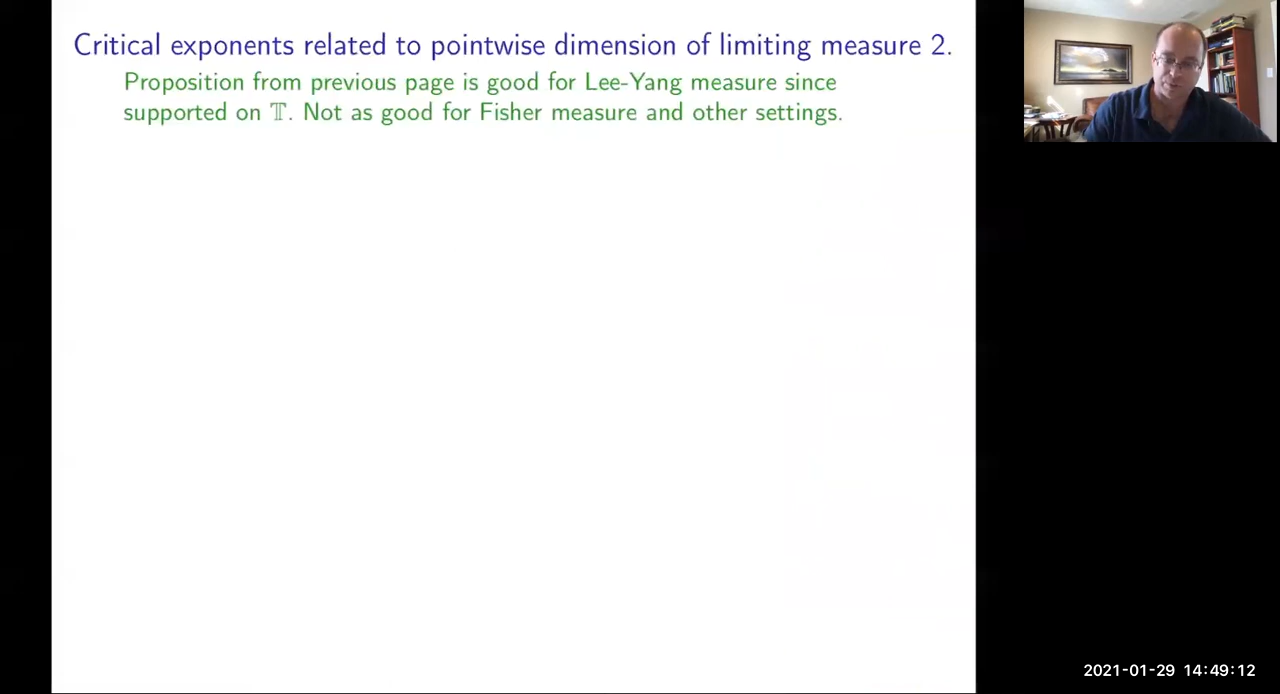 Critical exponents related to pointwise dimension of limiting measure 2.
Proposition from previous page is good for Lee-Yang measure since
supported on 𝕋. Not as good for Fisher measure and other settings.
2021-01-29 14:49:12